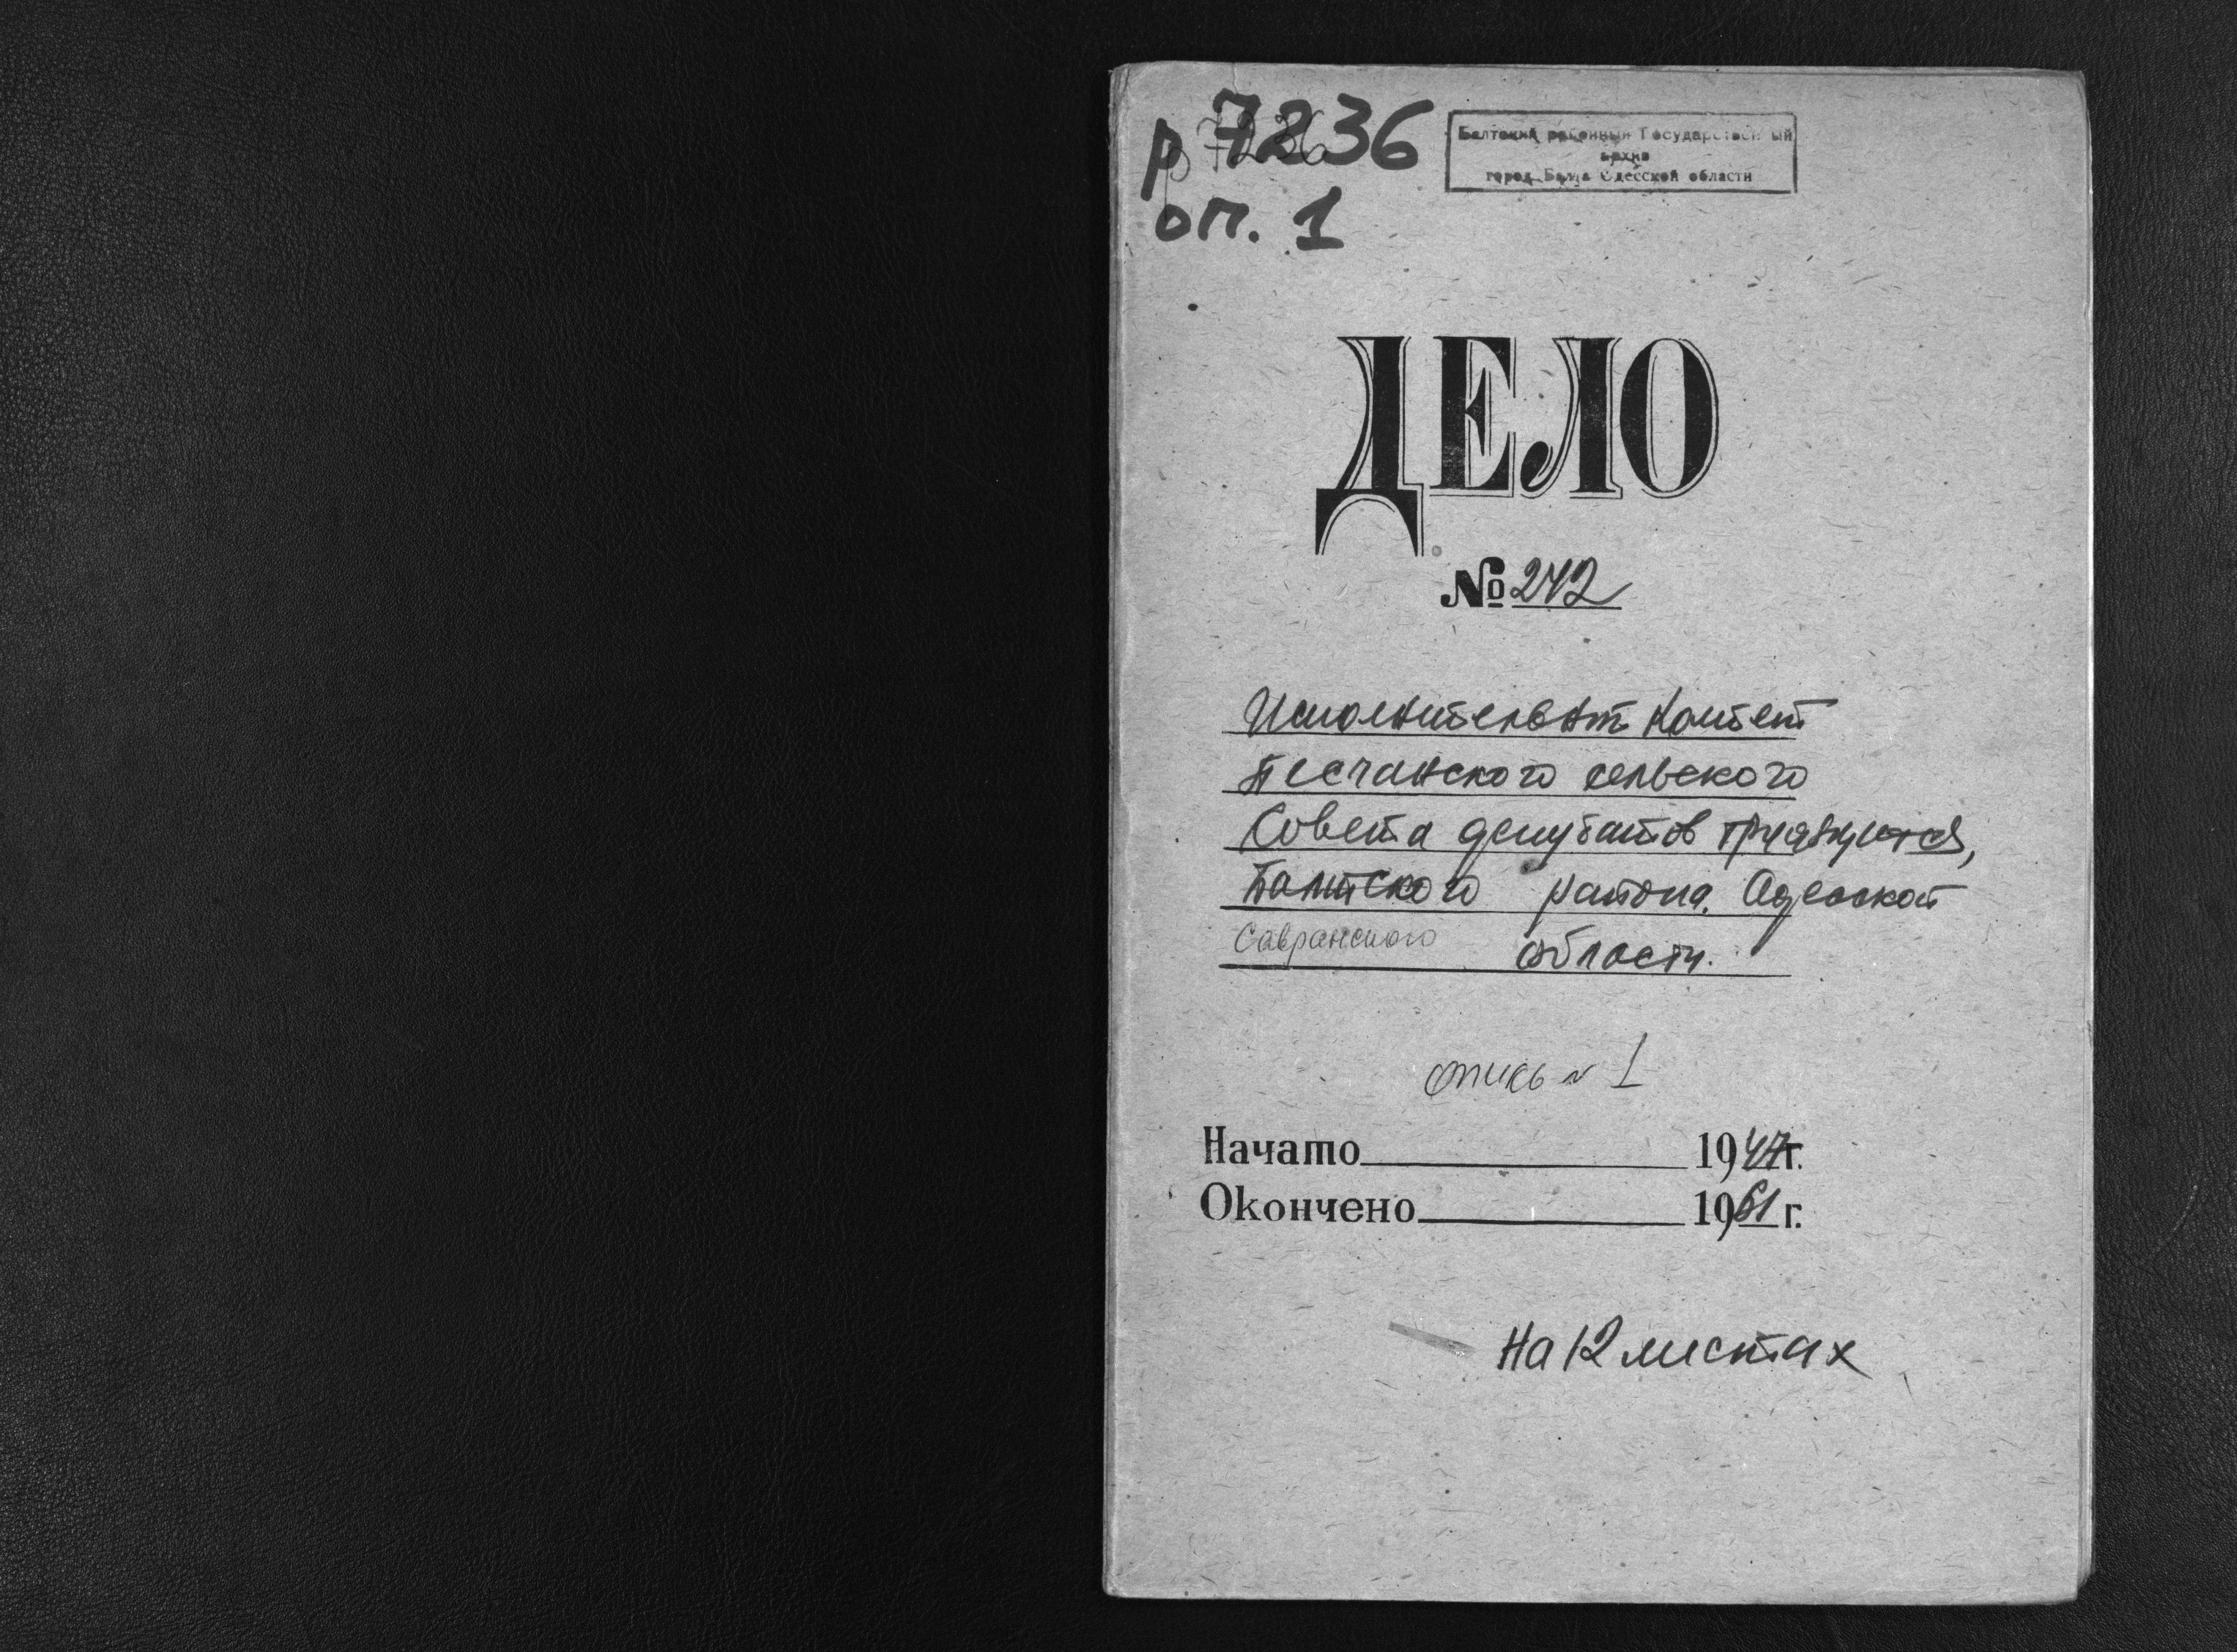 р 7236
оп. 1
Балтский районный Государственный
архив
город Балта Одесской области
ДЕЛО
№ 242
Исполнительный комитет
Песчанского сельского
Совета депутатов трудящихся,
Балтского района, Одесской
Савранского области.
опись № 1
Начато 1947г.
Окончено 1961 г.
на 12 листах